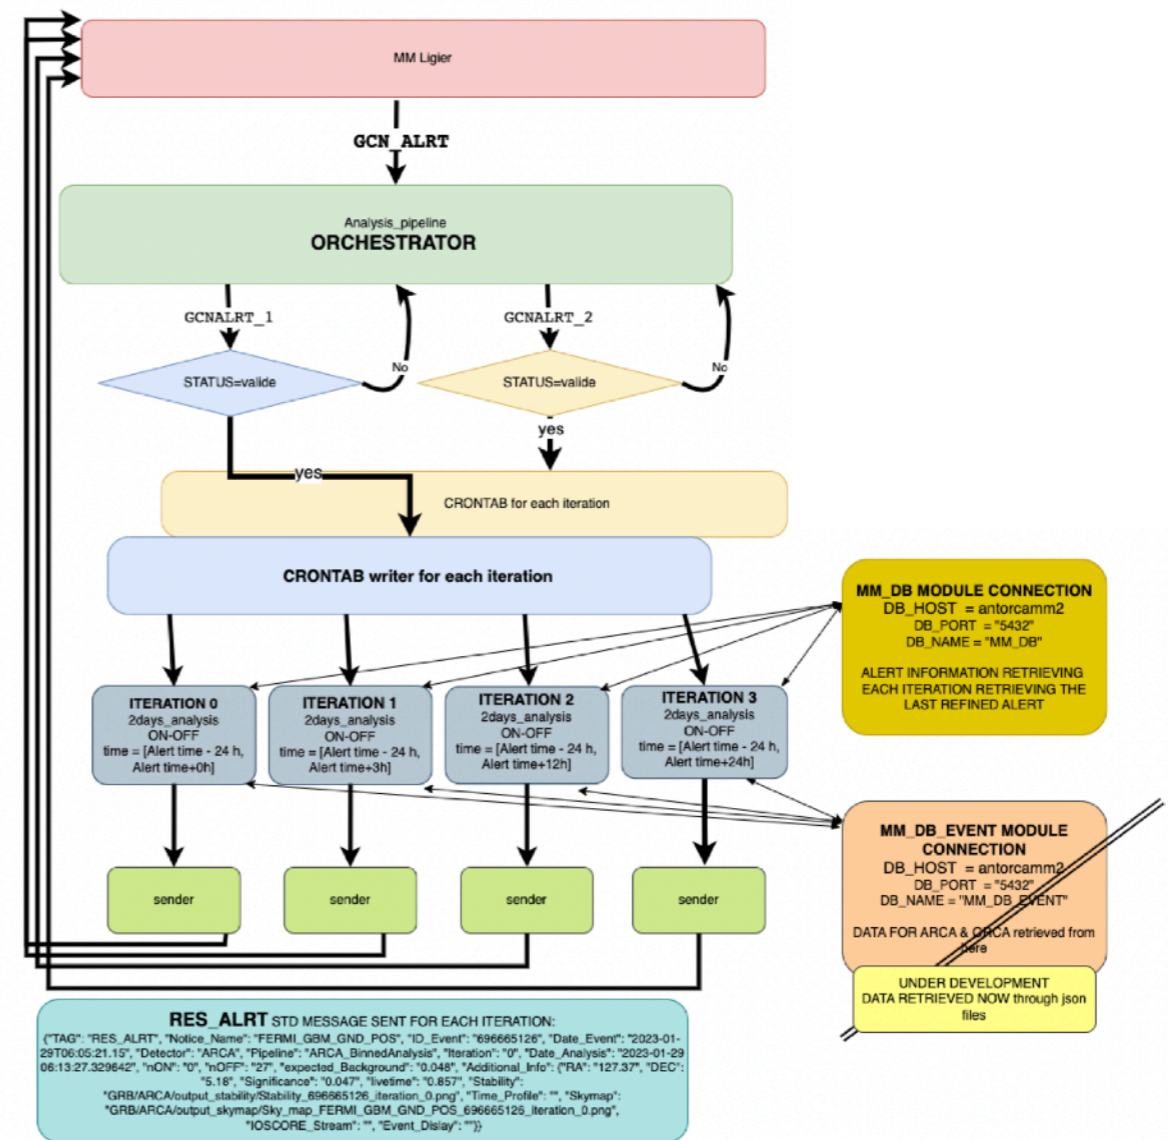 MM Ligier
GCN_ALRT
Analysis_pipeline
ORCHESTRATOR
GCNALRT_1
GCNALRT_2
No
No
STATUS=valide
STATUS=valide
yes
yes
CRONTAB for each iteration
CRONTAB writer for each iteration
MM_DB MODULE CONNECTION
DB_HOST = antorcamm2
DB_PORT = "5432"
DB_NAME = "MM_DB"
ALERT INFORMATION RETRIEVING
EACH ITERATION RETRIEVING THE
LAST REFINED ALERT
ITERATION 0
2days_analysis
ON-OFF
time = [Alert time - 24 h,
Alert time+0h]
ITERATION 1
2days_analysis
ON-OFF
time = [Alert time - 24 h,
Alert time+3h]
ITERATION 2
2days_analysis
ON-OFF
time = [Alert time - 24 h,
Alert time+12h]
ITERATION 3
2days_analysis
ON-OFF
time = [Alert time - 24 h,
Alert time+24h]
MM_DB_EVENT MODULE
CONNECTION
DB_HOST = antorcamm2
DB_PORT = "5432"
DB_NAME = "MM_DB_EVENT"
DATA FOR ARCA & ORCA retrieved from
here
UNDER DEVELOPMENT
DATA RETRIEVED NOW through json
files
sender
sender
sender
sender
RES_ALRT STD MESSAGE SENT FOR EACH ITERATION:
{"TAG": "RES_ALRT", "Notice_Name": "FERMI_GBM_GND_POS", "ID_Event": "696665126", "Date_Event": "2023-01-
29T06:05:21.15", "Detector": "ARCA", "Pipeline": "ARCA_BinnedAnalysis", "Iteration": "0", "Date_Analysis": "2023-01-29
06:13:27.329642", "nON": "0", "nOFF": "27", "expected_Background": "0.048", "Additional_Info": {"RA": "127.37", "DEC":
"5.18", "Significance": "0.047", "livetime": "0.857", "Stability":
"GRB/ARCA/output_stability/Stability_696665126_iteration_0.png", "Time_Profile": "", "Skymap":
"GRB/ARCA/output_skymap/Sky_map_FERMI_GBM_GND_POS_696665126_iteration_0.png",
"IOSCORE_Stream": "", "Event_Dislay": ""}}